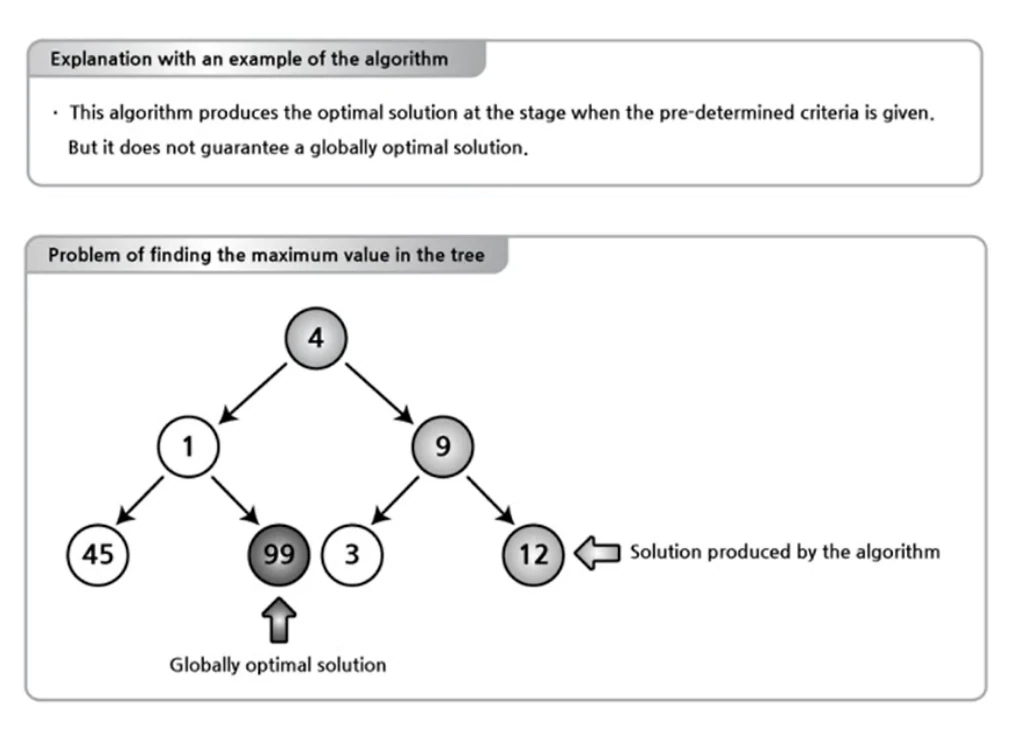 Explanation with an example of the algorithm
· This algorithm produces the optimal solution at the stage when the pre-determined criteria is given.
But it does not guarantee a globally optimal solution.
Problem of finding the maximum value in the tree
4
1
9
45
99
3
12
Solution produced by the algorithm
Globally optimal solution